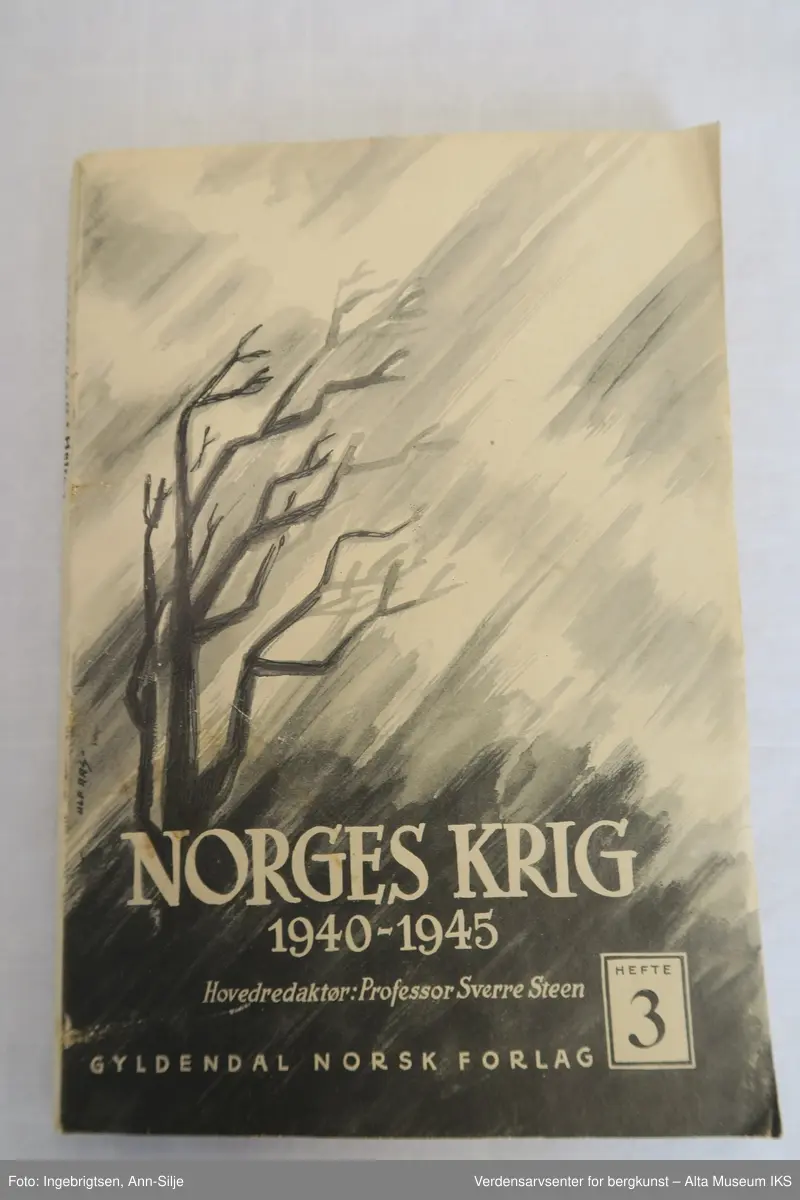 NORGES KRIG
1940-1945
Hovedredaktør: Professor Sverre Steen
HEFTE
3
GYLDENDAL NORSK FORLAG
Foto: Ingebrigtsen, Ann-Silje
Verdensarvsenter for bergkunst – Alta Museum IKS